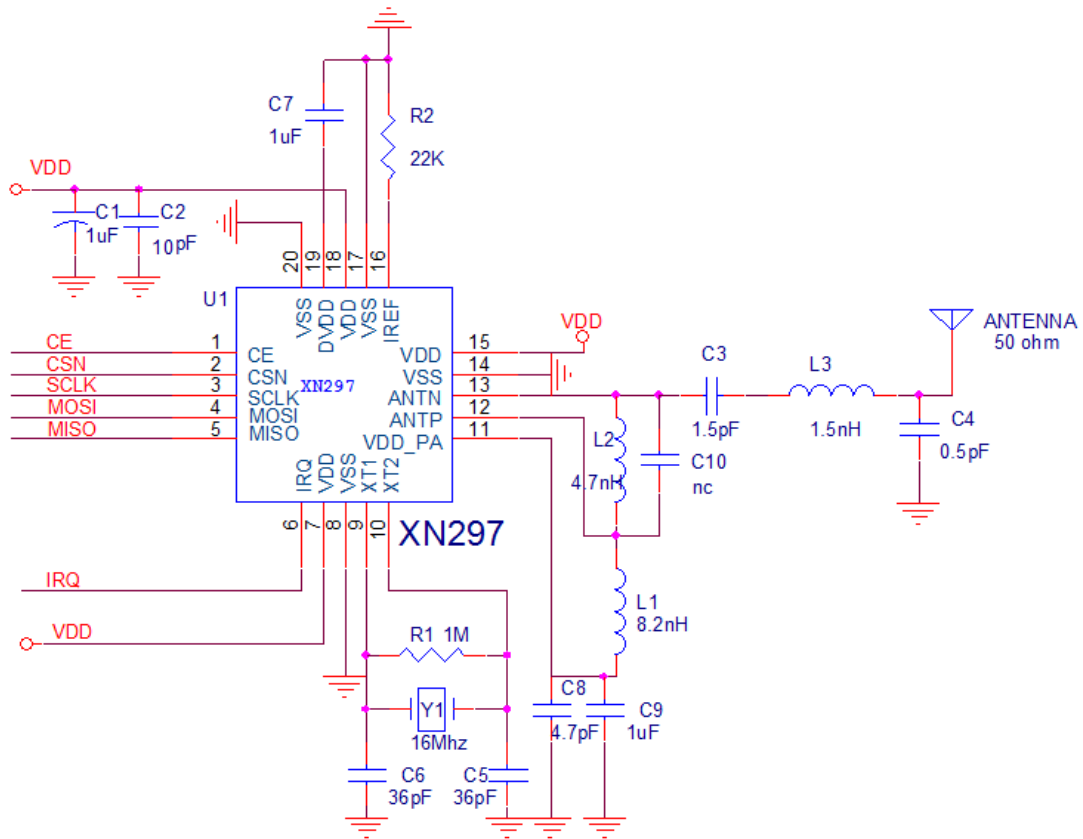 C7
1uF
R2
22K
VDD
C1
1uF
C2
10pF
20
19
18
17
16
U1
VSS
DVDD
VDD
VSS
IREF
CE
CSN
SCLK
MOSI
MISO
1
2
3
4
5
CE
CSN
SCLK
MOSI
MISO
XN297
VDD
VSS
ANTN
ANTP
VDD_PA
15
14
13
12
11
VDD
IRQ
VDD
VSS
XT1
XT2
6
7
8
9
10
XN297
C3
1.5pF
L3
1.5nH
ANTENNA
50 ohm
C4
0.5pF
L2
4.7nH
C10
nc
L1
8.2nH
IRQ
VDD
R1 1M
Y1
16Mhz
C6
36pF
C5
36pF
C8
4.7pF
C9
1uF